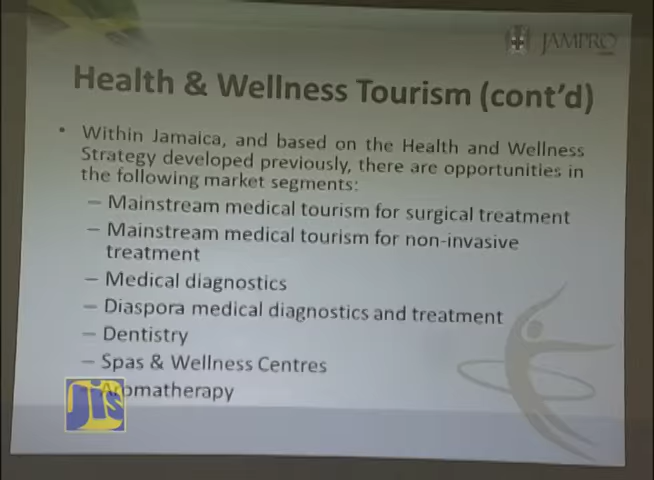 JAMPRO
Health & Wellness Tourism (cont'd)
• Within Jamaica, and based on the Health and Wellness
Strategy developed previously, there are opportunities in
the following market segments:
– Mainstream medical tourism for surgical treatment
– Mainstream medical tourism for non-invasive
treatment
– Medical diagnostics
– Diaspora medical diagnostics and treatment
– Dentistry
– Spas & Wellness Centres
Aromatherapy
JIS